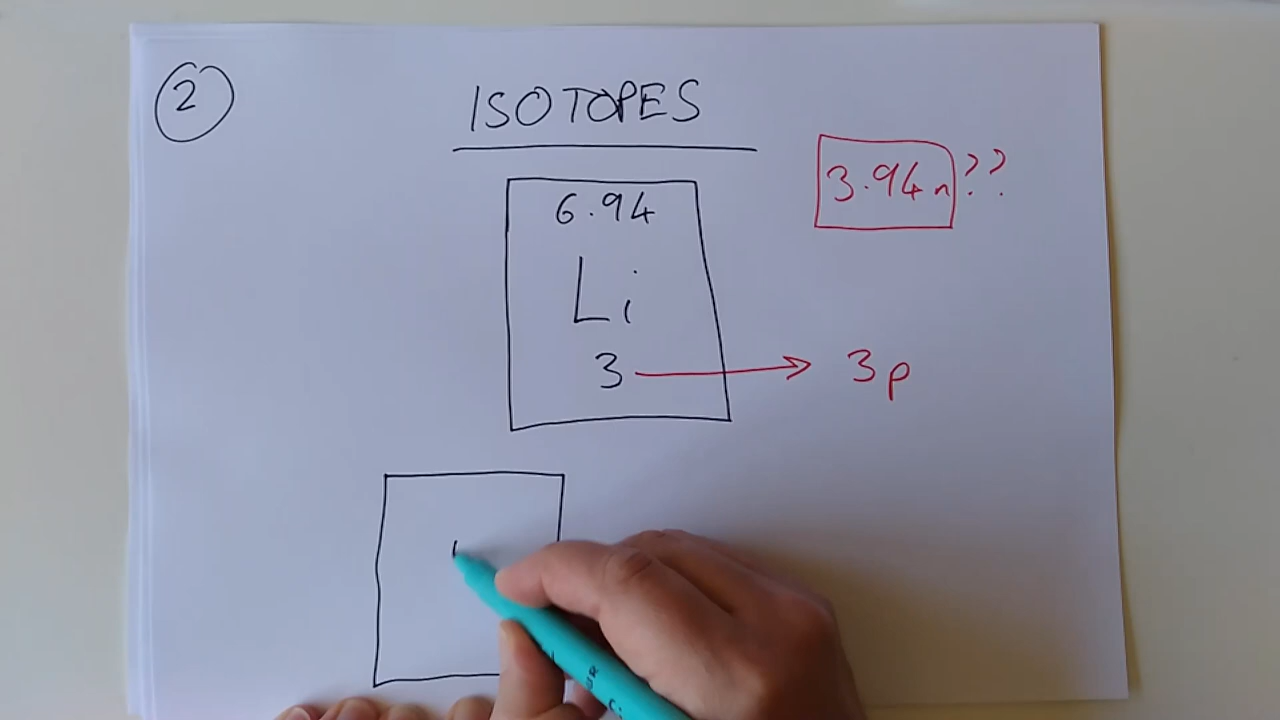 2
ISOTOPES
3.94n??
6.94
Li
3 → 3p